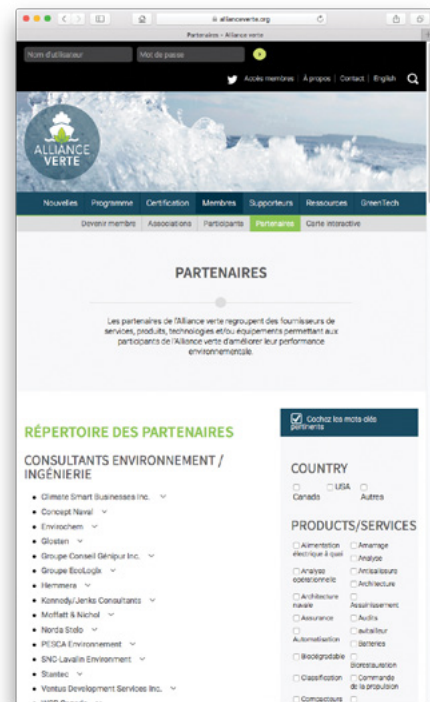 allianceverte.org
Partenaires - Alliance verte
Nom d'utilisateur
Mot de passe
Accès membres | À propos | Contact | English
ALLIANCE
VERTE
Nouvelles Programme Certification Membres Supporteurs Ressources GreenTech
Devenir membre Associations Participants Partenaires Carte interactive
PARTENAIRES
Les partenaires de l'Alliance verte regroupent des fournisseurs de
services, produits, technologies et/ou équipements permettant aux
participants de l'Alliance verte d'améliorer leur performance
environnementale.
RÉPERTOIRE DES PARTENAIRES
CONSULTANTS ENVIRONNEMENT /
INGÉNIERIE
Climate Smart Businesses Inc.
Concept Naval
Envirochem
Glosten
Groupe Conseil Génipur Inc.
Groupe EcoLogix
Hemmera
Kennedy/Jenks Consultants
Moffatt & Nichol
Norda Stelo
PESCA Environnement
SNC-Lavalin Environment
Stantec
Ventus Development Services Inc.
Cochez les mots-clés
pertinents
COUNTRY
USA
Canada Autres
PRODUCTS/SERVICES
Alimentation Amarrage
électrique à quai Analyse
Analyse Antisalissure
opérationnelle Architecture
Architecture
navale Assainissement
Assurance Audits
avitailleur
Automatisation Batteries
Biodégradable
Biorestauration
Classification Commande
de la propulsion
Compacteurs